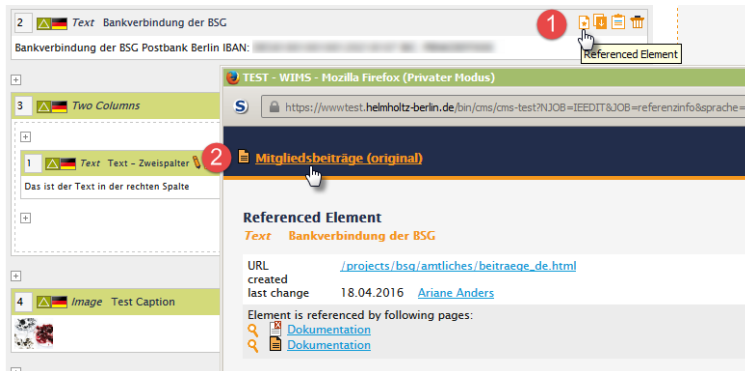 2 Text Bankverbindung der BSG
1
Bankverbindung der BSG Postbank Berlin IBAN:
Referenced Element
TEST - WIMS - Mozilla Firefox (Privater Modus)
3 Two Columns
S https://wwwtest.helmholtz-berlin.de/bin/cms/cms-test?NJOB=IEEDIT&JOB=referenzinfo&sprache=
1 Text Text - Zweispalter
2
Mitgliedsbeiträge (original)
Das ist der Text in der rechten Spalte
Referenced Element
Text Bankverbindung der BSG
URL /projects/bsg/amtliches/beitraege_de.html
created
last change 18.04.2016 Ariane Anders
4 Image Test Caption
Element is referenced by following pages:
Dokumentation
Dokumentation